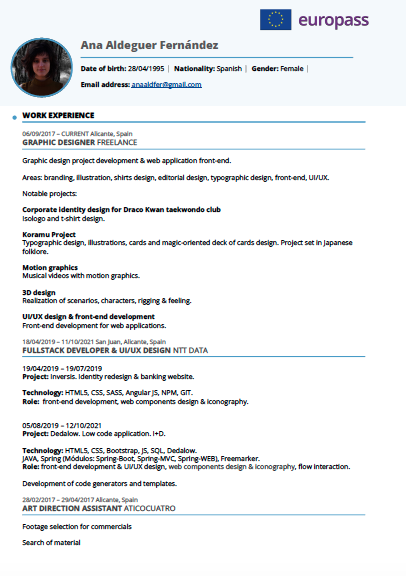 europass
Ana Aldeguer Fernández
Date of birth: 28/04/1995 | Nationality: Spanish | Gender: Female |
Email address: anaaldfer@gmail.com
WORK EXPERIENCE
06/09/2017 – CURRENT Alicante, Spain
GRAPHIC DESIGNER FREELANCE
Graphic design project development & web application front-end.
Areas: branding, illustration, shirts design, editorial design, typographic design, front-end, UI/UX.
Notable projects:
Corporate identity design for Draco Kwan taekwondo club
Isologo and t-shirt design.
Koramu Project
Typographic design, illustrations, cards and magic-oriented deck of cards design. Project set in Japanese
folklore.
Motion graphics
Musical videos with motion graphics.
3D design
Realization of scenarios, characters, rigging & feeling.
UI/UX design & front-end development
Front-end development for web applications.
18/04/2019 – 11/10/2021 San Juan, Alicante, Spain
FULLSTACK DEVELOPER & UI/UX DESIGN NTT DATA
19/04/2019 – 19/07/2019
Project: Inversis. Identity redesign & banking website.
Technology: HTML5, CSS, SASS, Angular JS, NPM, GIT.
Role: front-end development, web components design & iconography.
05/08/2019 – 12/10/2021
Project: Dedalow. Low code application. I+D.
Technology: HTML5, CSS, Bootstrap, JS, SQL, Dedalow.
JAVA, Spring (Módulos: Spring-Boot, Spring-MVC, Spring-WEB), Freemarker.
Role: front-end development & UI/UX design, web components design & iconography, flow interaction.
Development of code generators and templates.
28/02/2017 – 29/04/2017 Alicante, Spain
ART DIRECTION ASSISTANT ATICOCUATRO
Footage selection for commercials
Search of material